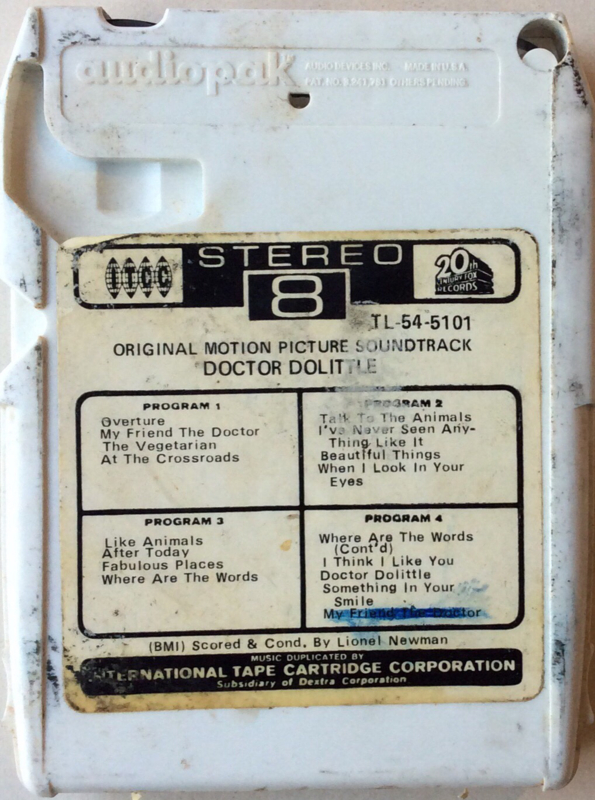 audiopak
AUDIO DEVICES INC. MADE IN U.S.A.
OTHERS PENDING.
ITCC
STEREO
8
20th
CENTURY FOX
RECORDS
TL-54-5101
ORIGINAL MOTION PICTURE SOUNDTRACK
DOCTOR DOLITTLE
PROGRAM 1
Overture
My Friend The Doctor
The Vegetarian
At The Crossroads
PROGRAM 2
Talk To The Animals
I've Never Seen Any-
Thing Like It
Beautiful Things
When I Look In Your
Eyes
PROGRAM 3
Like Animals
After Today
Fabulous Places
Where Are The Words
PROGRAM 4
Where Are The Words
(Cont'd)
I Think I Like You
Doctor Dolittle
Something In Your
Smile
My Friend The Doctor
(BMI) Scored & Cond. By Lionel Newman
MUSIC DUPLICATED BY
INTERNATIONAL TAPE CARTRIDGE CORPORATION
Subsidiary of Dextra Corporation